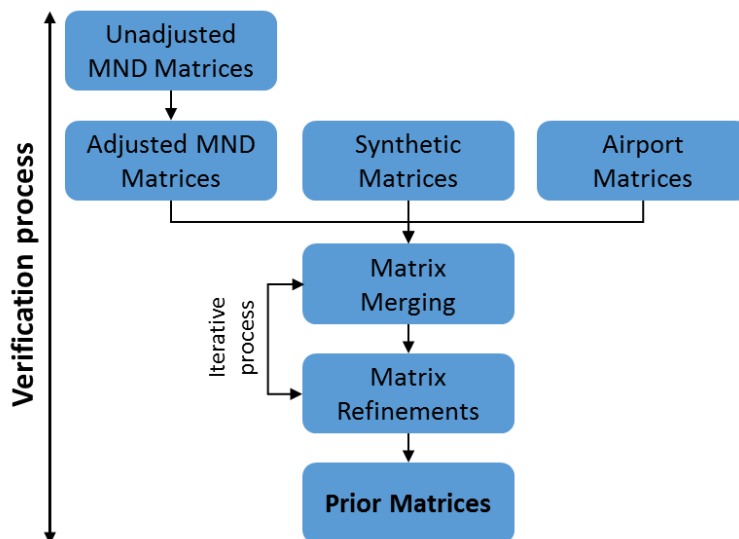 Unadjusted
MND Matrices
Adjusted MND
Matrices
Synthetic
Matrices
Airport
Matrices
Matrix
Merging
Iterative
process
Matrix
Refinements
Prior Matrices
Verification process